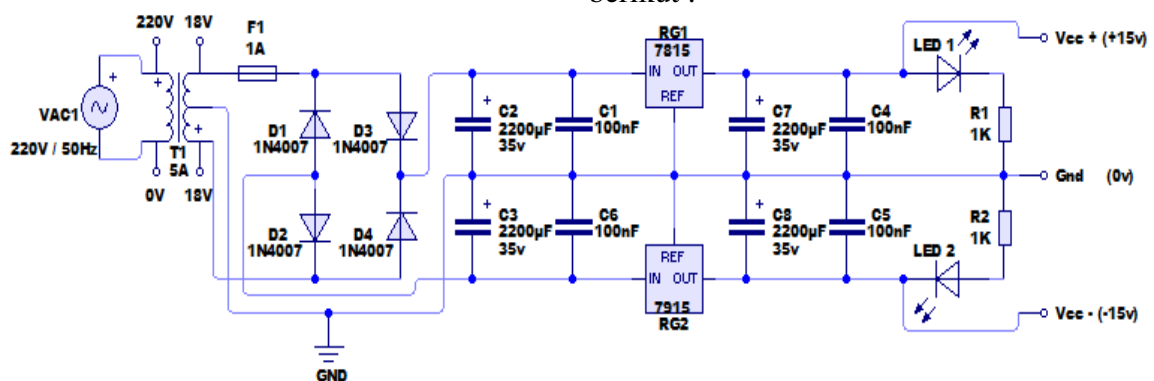 berikut :
220V 18V
F1
1A
VAC1
220V / 50Hz
T1
5A
0V 18V
D1
1N4007
D3
1N4007
D2
1N4007
D4
1N4007
C2
2200µF
35v
C1
100nF
C3
2200µF
35v
C6
100nF
RG1
7815
IN OUT
REF
REF
IN OUT
7915
RG2
C7
2200µF
35v
C4
100nF
C8
2200µF
35v
C5
100nF
LED 1
R1
1K
R2
1K
LED 2
Vcc + (+15v)
Gnd (0v)
Vcc - (-15v)
GND